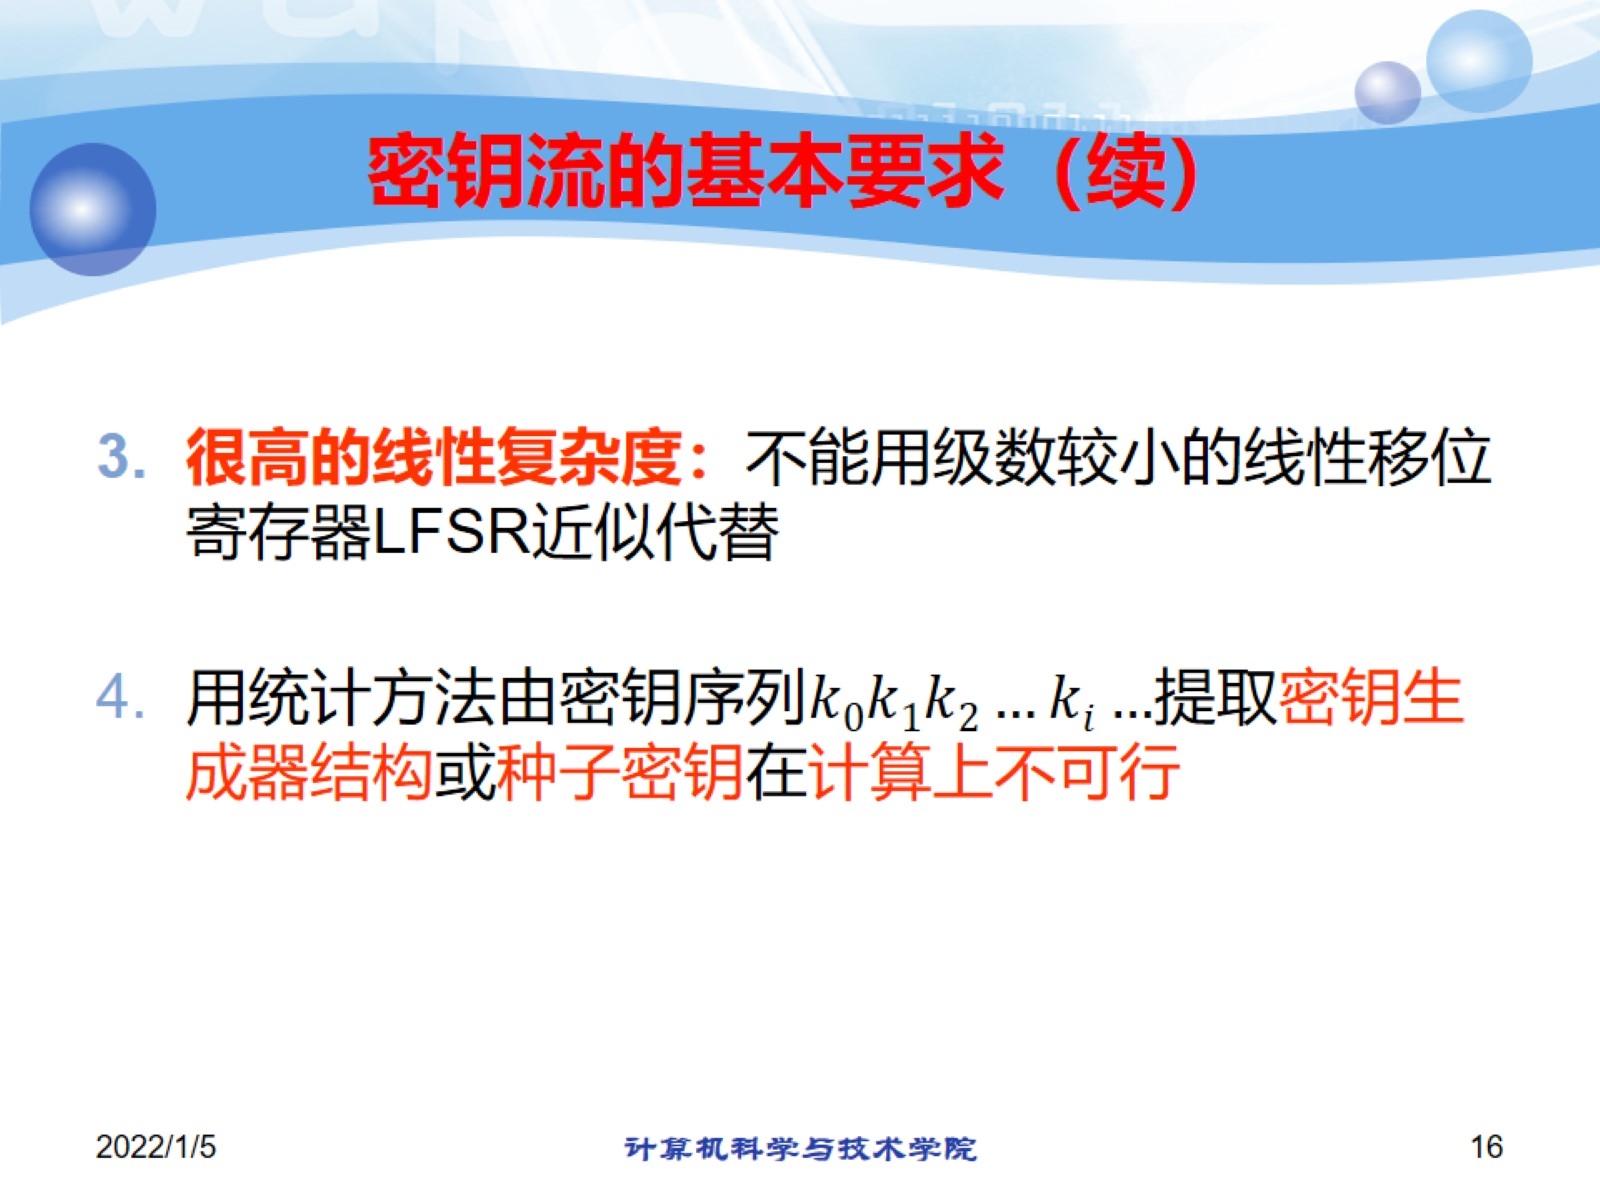 密钥流的基本要求（续）
3. 很高的线性复杂度：不能用级数较小的线性移位
寄存器LFSR近似代替
4. 用统计方法由密钥序列k₀k₁k₂ ... kᵢ ...提取密钥生
成器结构或种子密钥在计算上不可行
2022/1/5
计算机科学与技术学院
16